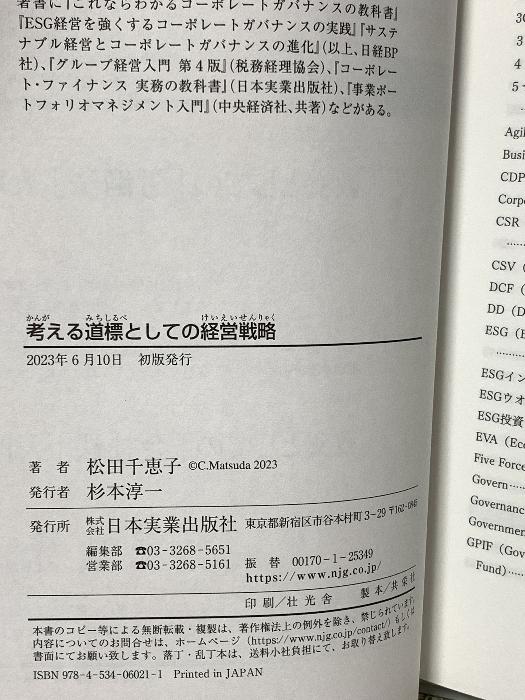 著書に『これならわかるコーポレートガバナンスの教科書』
『ESG経営を強くするコーポレートガバナンスの実践』『サステ
ナブル経営とコーポレートガバナンスの進化』(以上、日経BP
社)、『グループ経営入門 第4版』(税務経理協会)、『コーポレー
ト・ファイナンス 実務の教科書』(日本実業出版社)、『事業ポー
トフォリオマネジメント入門』(中央経済社、共著)などがある。
かんが みちしるべ けいえいせんりゃく
考える道標としての経営戦略
2023年6月10日 初版発行
著 者 松田千恵子 ©C.Matsuda 2023
発行者 杉本淳一
発行所 株式会社日本実業出版社 東京都新宿区市谷本村町3−29 〒162-0845
編集部 ☎03-3268-5651
営業部 ☎03-3268-5161 振 替 00170−1−25349
https://www.njg.co.jp/
印刷/壮光舎 製本/共栄社
本書のコピー等による無断転載・複製は、著作権法上の例外を除き、禁じられています。
内容についてのお問合せは、ホームページ(https://www.njg.co.jp/contact/)もしくは
書面にてお願い致します。落丁・乱丁本は、送料小社負担にて、お取り替え致します。
ISBN 978-4-534-06021-1 Printed in JAPAN
3
4
5
Agil
Busi
CDP
Corpo
CSR
CSV (
DCF (
DD (D
ESG (E
ESGイン
ESGウオ
ESG投資
EVA (Eco
Five Force
Govern
Governanc
Governmen
GPIF (Gov
Fund)